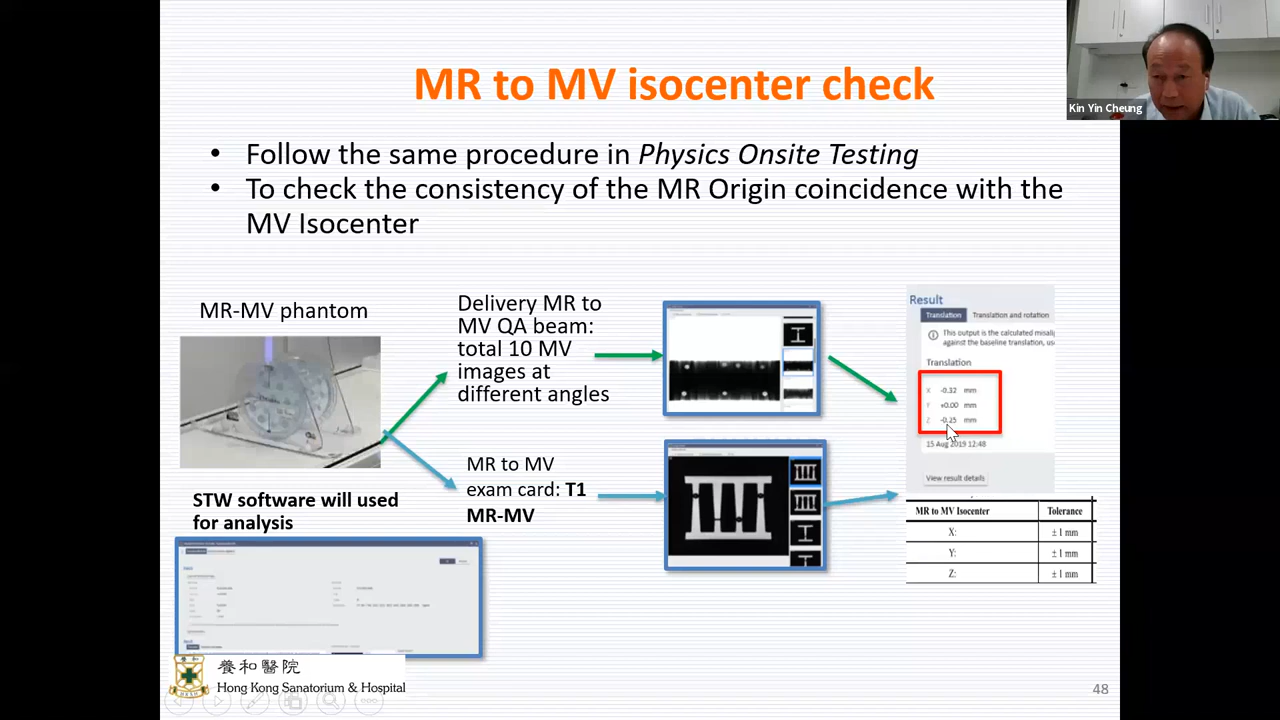 MR to MV isocenter check
Kin Yin Cheung
• Follow the same procedure in Physics Onsite Testing
• To check the consistency of the MR Origin coincidence with the
MV Isocenter
MR-MV phantom
Delivery MR to
MV QA beam:
total 10 MV
images at
different angles
MR to MV
exam card: T1
MR-MV
STW software will used
for analysis
Result
Translation Translation and rotation
This output is the calculated misali
against the baseline translation, us
Translation
X -0.32 mm
Y +0.00 mm
Z -0.25 mm
15 Aug 2019 12:48
View result details
MR to MV Isocenter Tolerance
X: ± 1 mm
Y: ± 1 mm
Z: ± 1 mm
養和醫院
Hong Kong Sanatorium & Hospital
48